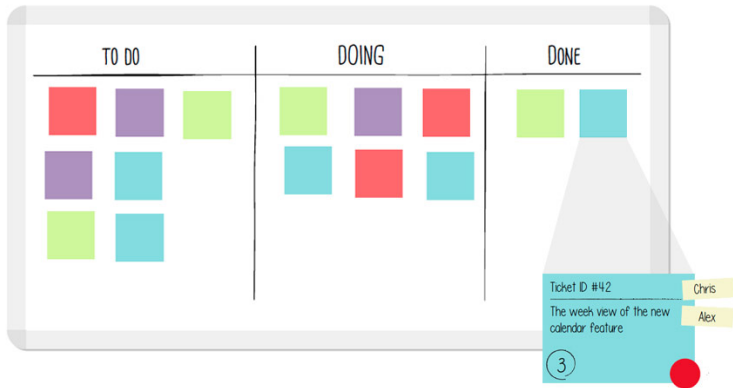 TO DO
DOING
DONE
Ticket ID #42
Chris
The week view of the new
calendar feature
Alex
3